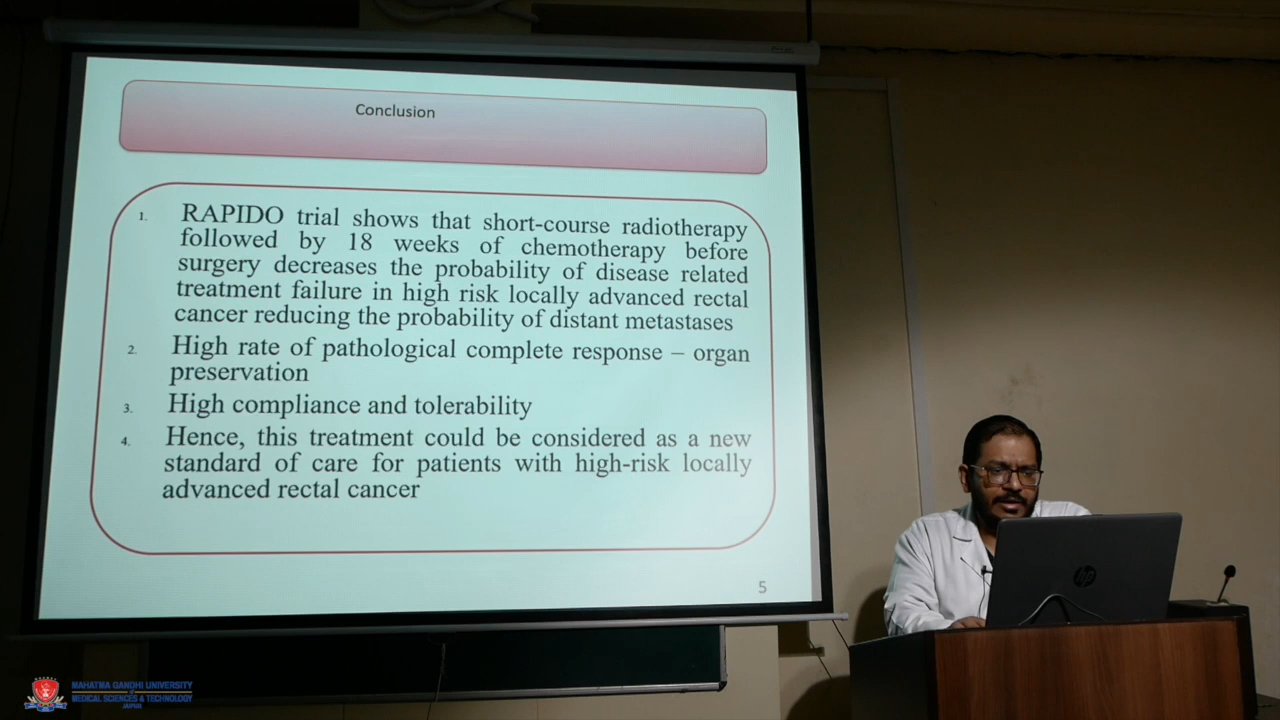 Conclusion
1. RAPIDO trial shows that short-course radiotherapy
followed by 18 weeks of chemotherapy before
surgery decreases the probability of disease related
treatment failure in high risk locally advanced rectal
cancer reducing the probability of distant metastases
2. High rate of pathological complete response – organ
preservation
3. High compliance and tolerability
4. Hence, this treatment could be considered as a new
standard of care for patients with high-risk locally
advanced rectal cancer
5
hp
MAHATMA GANDHI UNIVERSITY
of
MEDICAL SCIENCES & TECHNOLOGY
JAIPUR